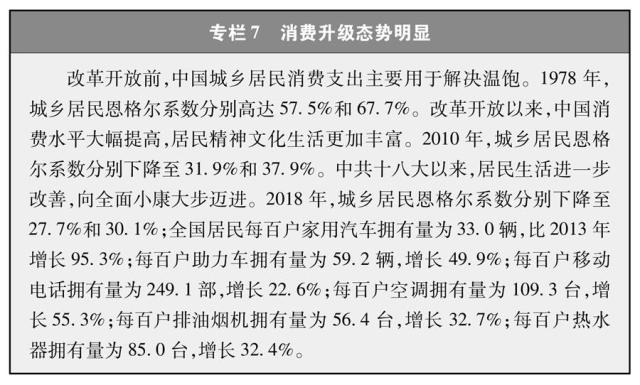 专栏 7　消费升级态势明显
改革开放前,中国城乡居民消费支出主要用于解决温饱。1978 年,
城乡居民恩格尔系数分别高达 57.5%和 67.7%。改革开放以来,中国消
费水平大幅提高,居民精神文化生活更加丰富。2010 年,城乡居民恩格
尔系数分别下降至 31.9%和 37.9%。中共十八大以来,居民生活进一步
改善,向全面小康大步迈进。2018 年,城乡居民恩格尔系数分别下降至
27.7%和 30.1%;全国居民每百户家用汽车拥有量为 33.0 辆,比 2013 年
增长 95.3%;每百户助力车拥有量为 59.2 辆,增长 49.9%;每百户移动
电话拥有量为 249.1 部,增长 22.6%;每百户空调拥有量为 109.3 台,增
长 55.3%;每百户排油烟机拥有量为 56.4 台,增长 32.7%;每百户热水
器拥有量为 85.0 台,增长 32.4%。